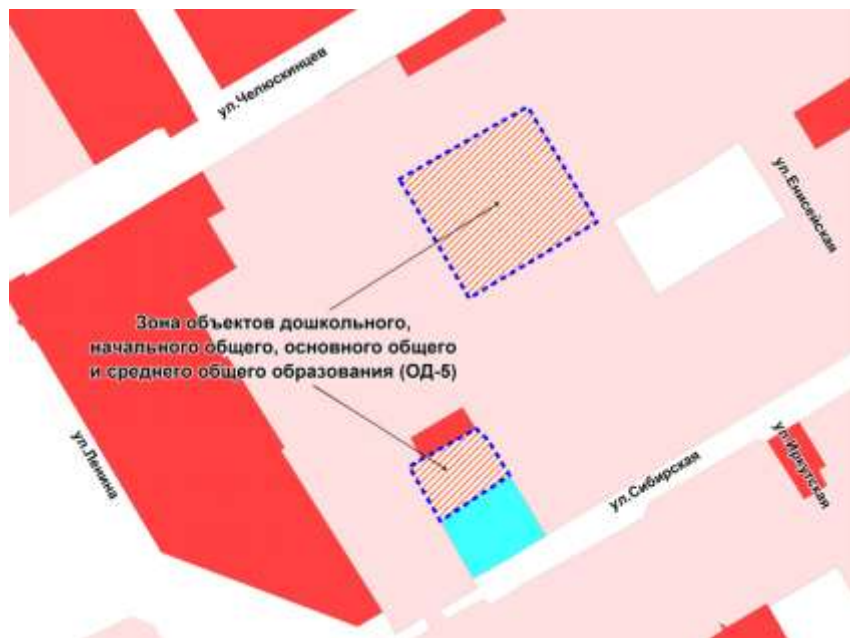 ул.Челюскинцев
ул.Енисейская
Зона объектов дошкольного,
начального общего, основного общего
и среднего общего образования (ОД-5)
ул.Ленина
ул.Сибирская
ул.Иркутская